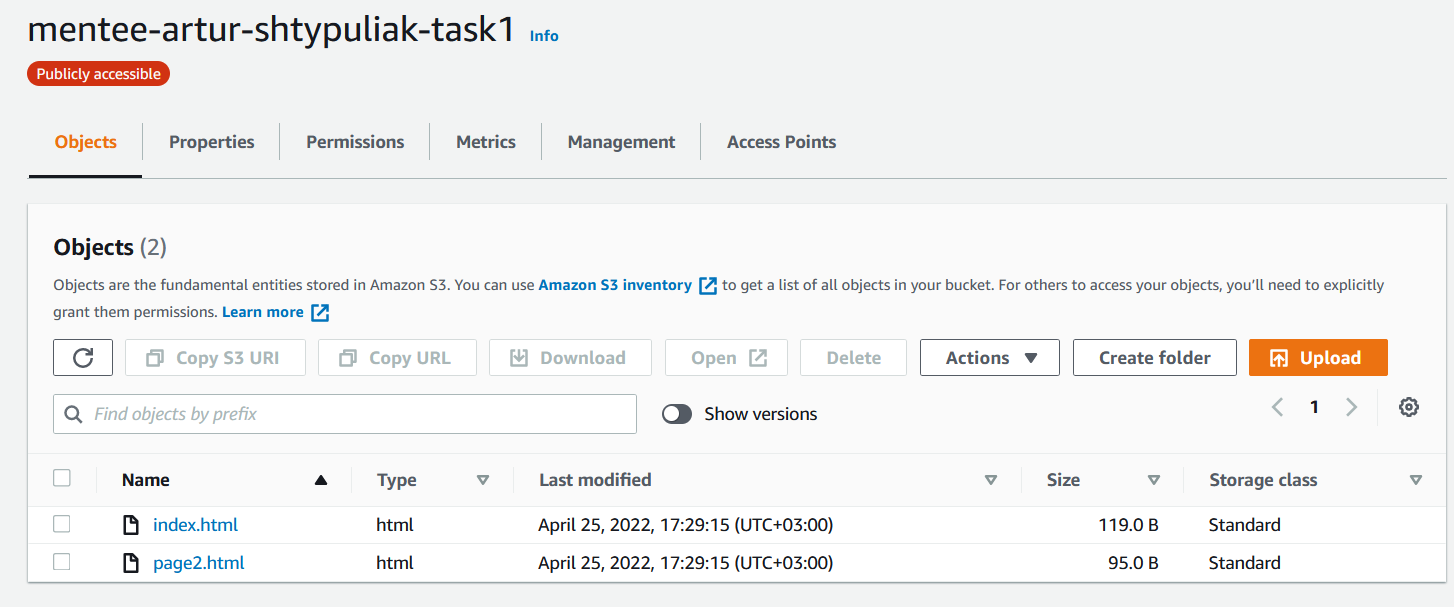 mentee-artur-shtypuliak-task1 Info
Publicly accessible
Objects Properties Permissions Metrics Management Access Points
Objects (2)
Objects are the fundamental entities stored in Amazon S3. You can use Amazon S3 inventory to get a list of all objects in your bucket. For others to access your objects, you’ll need to explicitly
grant them permissions. Learn more
Copy S3 URI Copy URL Download Open Delete Actions Create folder Upload
Find objects by prefix Show versions 1
Name Type Last modified Size Storage class
index.html html April 25, 2022, 17:29:15 (UTC+03:00) 119.0 B Standard
page2.html html April 25, 2022, 17:29:15 (UTC+03:00) 95.0 B Standard